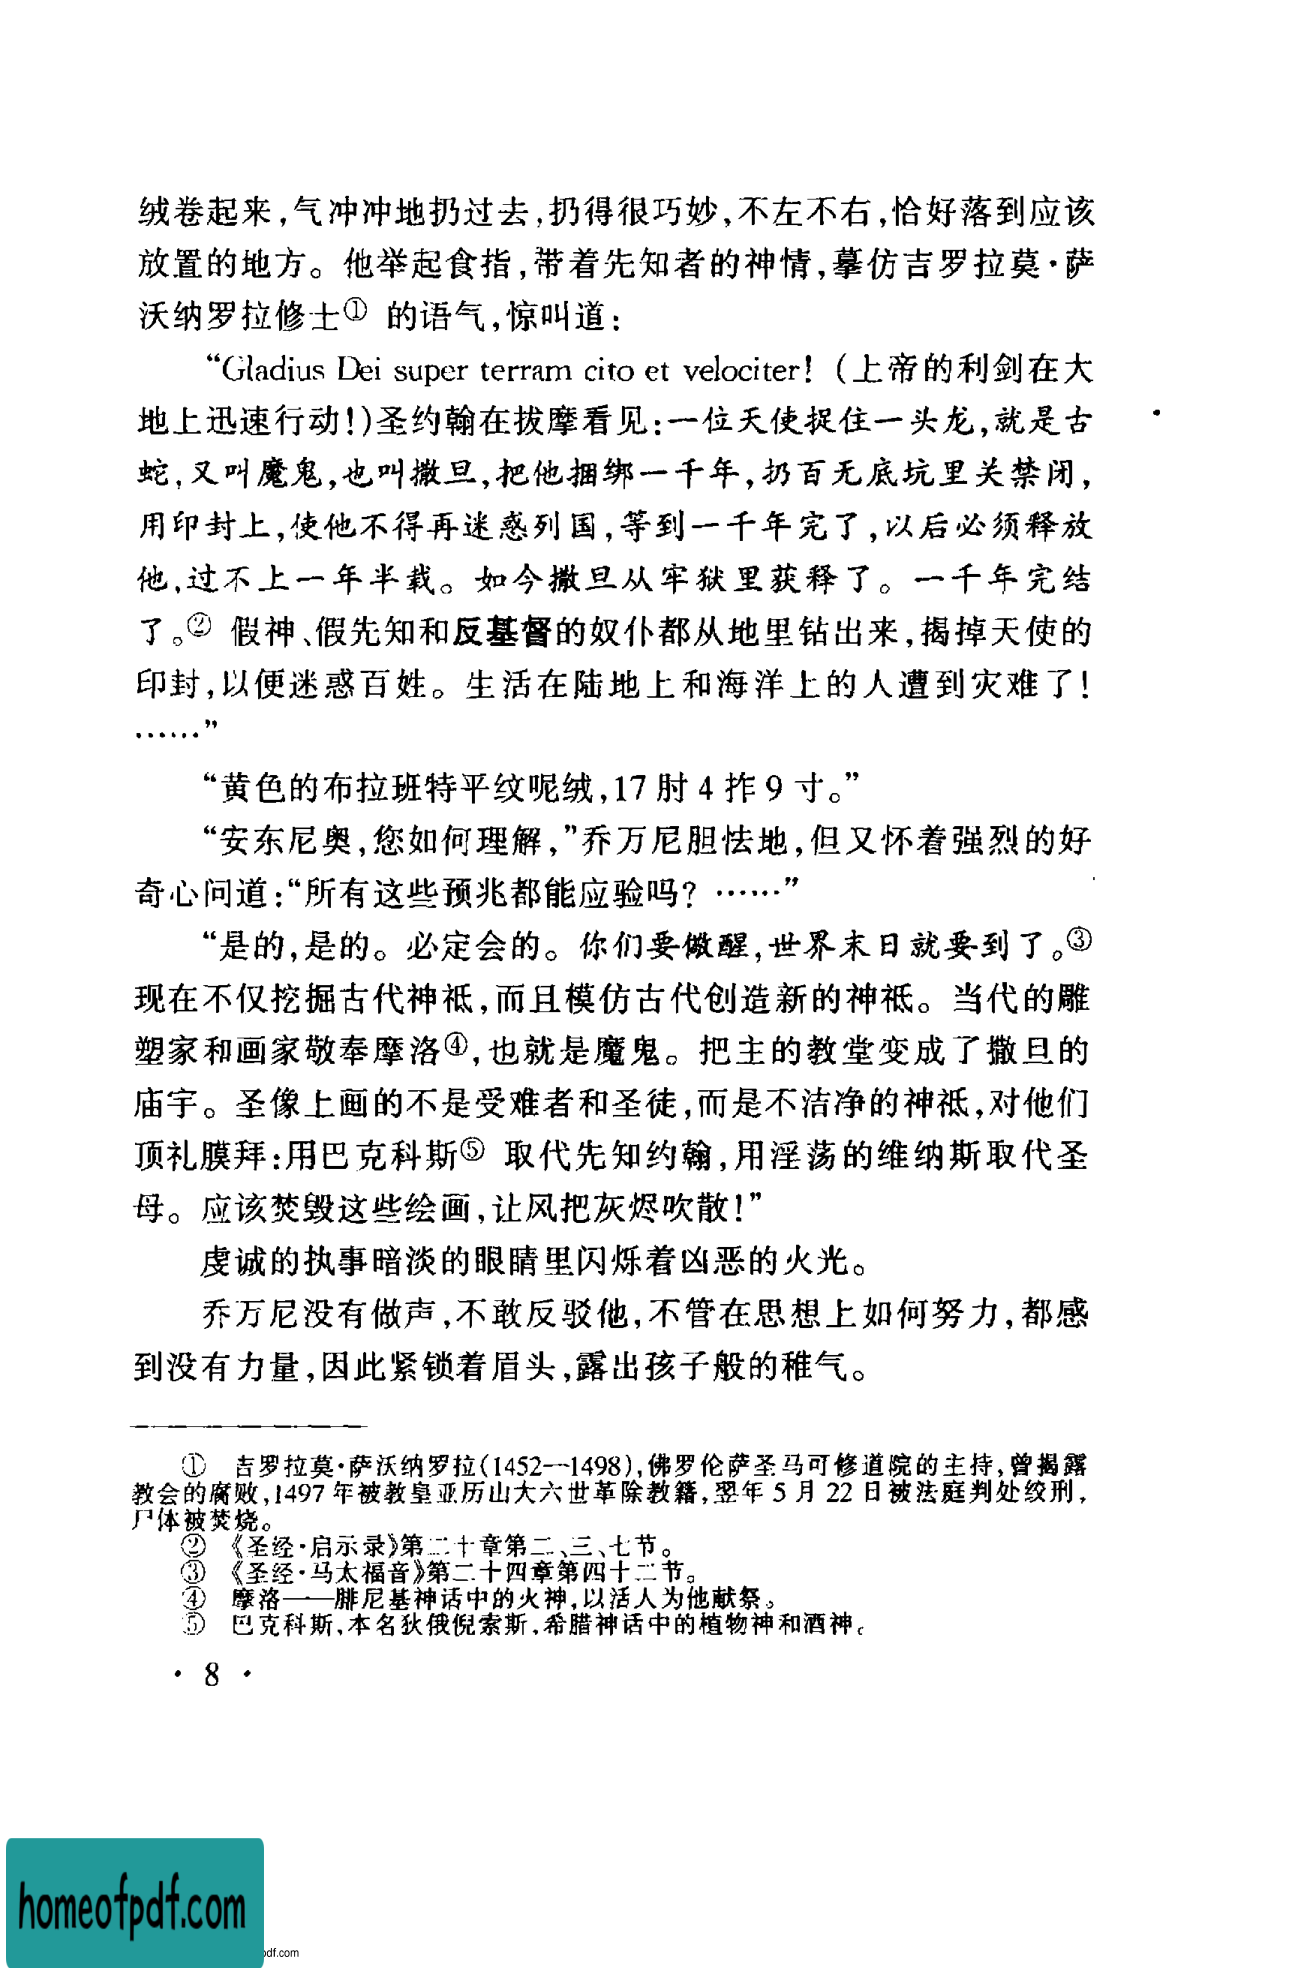 绒卷起来,气冲冲地扔过去,扔得很巧妙,不左不右,恰好落到应该
放置的地方。他举起食指,带着先知者的神情,摹仿吉罗拉莫·萨
沃纳罗拉修士① 的语气,惊叫道:
“Gladius Dei super terram cito et velociter!(上帝的利剑在大
地上迅速行动!)圣约翰在拔摩看见:一位天使捉住一头龙,就是古
蛇,又叫魔鬼,也叫撒旦,把他捆绑一千年,扔百无底坑里关禁闭,
用印封上,使他不得再迷惑列国,等到一千年完了,以后必须释放
他,过不上一年半载。如今撒旦从牢狱里获释了。一千年完结
了。② 假神、假先知和反基督的奴仆都从地里钻出来,揭掉天使的
印封,以便迷惑百姓。生活在陆地上和海洋上的人遭到灾难了!
……”
“黄色的布拉班特平纹呢绒,17 肘 4 拃 9 寸。”
“安东尼奥,您如何理解,”乔万尼胆怯地,但又怀着强烈的好
奇心问道:“所有这些预兆都能应验吗? ……”
“是的,是的。必定会的。你们要儆醒,世界末日就要到了。③
现在不仅挖掘古代神祇,而且模仿古代创造新的神祇。当代的雕
塑家和画家敬奉摩洛④,也就是魔鬼。把主的教堂变成了撒旦的
庙宇。圣像上画的不是受难者和圣徒,而是不洁净的神祇,对他们
顶礼膜拜:用巴克科斯⑤ 取代先知约翰,用淫荡的维纳斯取代圣
母。应该焚毁这些绘画,让风把灰烬吹散!”
虔诚的执事暗淡的眼睛里闪烁着凶恶的火光。
乔万尼没有做声,不敢反驳他,不管在思想上如何努力,都感
到没有力量,因此紧锁着眉头,露出孩子般的稚气。
① 吉罗拉莫·萨沃纳罗拉(1452—1498),佛罗伦萨圣马可修道院的主持,曾揭露
教会的腐败,1497 年被教皇亚历山大六世革除教籍,翌年 5 月 22 日被法庭判处绞刑,
尸体被焚烧。
② 《圣经·启示录》第二十章第二、三、七节。
③ 《圣经·马太福音》第二十四章第四十二节。
④ 摩洛——腓尼基神话中的火神,以活人为他献祭。
⑤ 巴克科斯,本名狄俄倪索斯,希腊神话中的植物神和酒神。
· 8 ·
homeofpdf.com
pdf.com